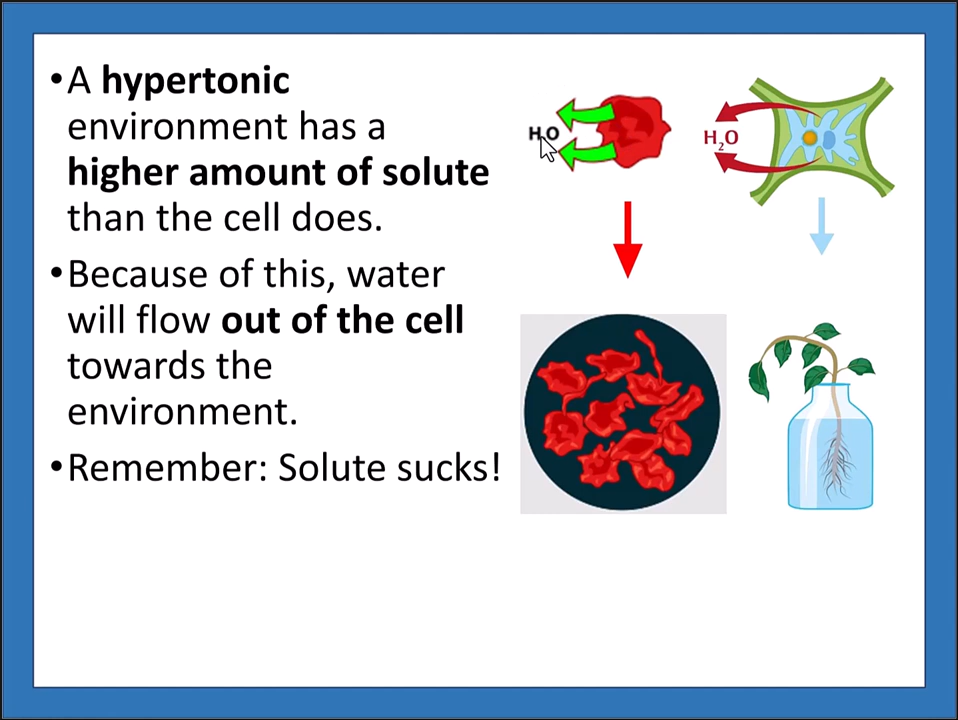 •A hypertonic
environment has a
higher amount of solute
than the cell does.
•Because of this, water
will flow out of the cell
towards the
environment.
•Remember: Solute sucks!
H₂O
H₂O